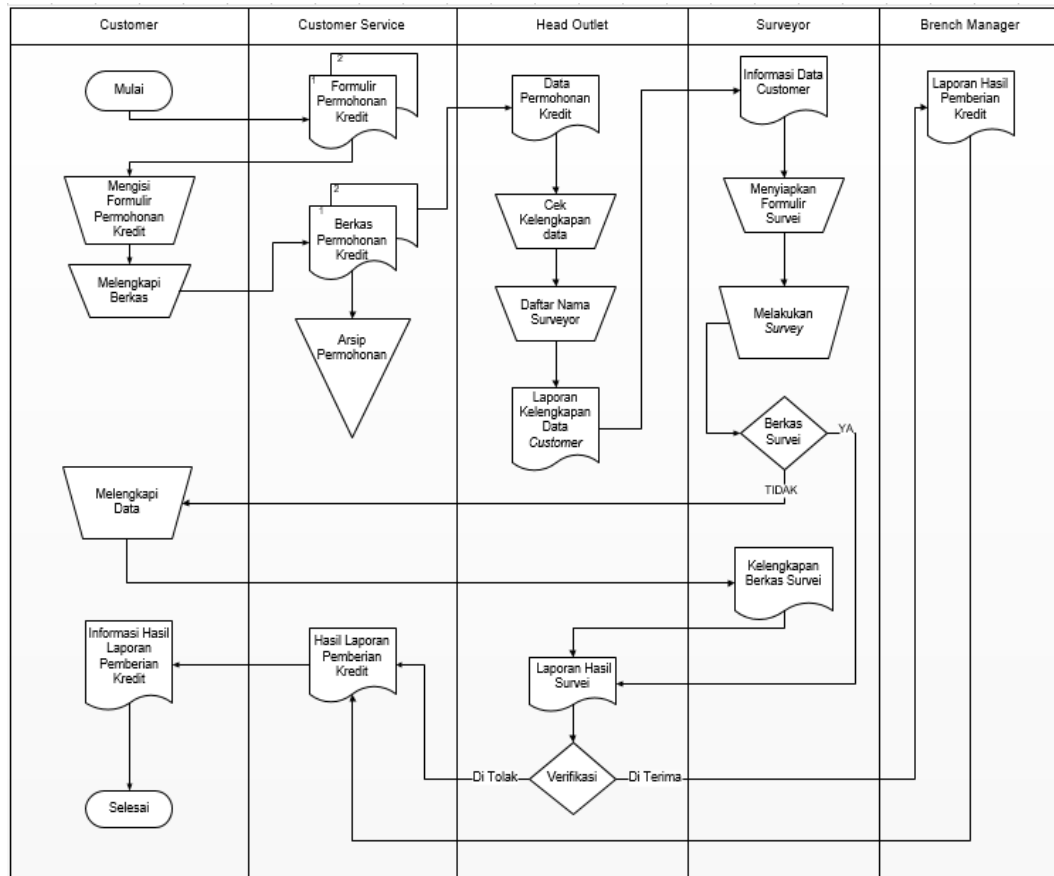 Customer
Customer Service
Head Outlet
Surveyor
Brench Manager
Mulai
2
1
Formulir
Permohonan
Kredit
Data
Permohonan
Kredit
Informasi Data
Customer
Laporan Hasil
Pemberian
Kredit
Mengisi
Formulir
Permohonan
Kredit
2
1
Berkas
Permohonan
Kredit
Cek
Kelengkapan
data
Menyiapkan
Formulir
Survei
Melengkapi
Berkas
Arsip
Permohonan
Daftar Nama
Surveyor
Melakukan
Survey
Laporan
Kelengkapan
Data
Customer
Berkas
Survei
YA
TIDAK
Melengkapi
Data
Kelengkapan
Berkas Survei
Informasi Hasil
Laporan
Pemberian
Kredit
Hasil Laporan
Pemberian
Kredit
Laporan Hasil
Survei
Di Tolak
Verifikasi
Di Terima
Selesai